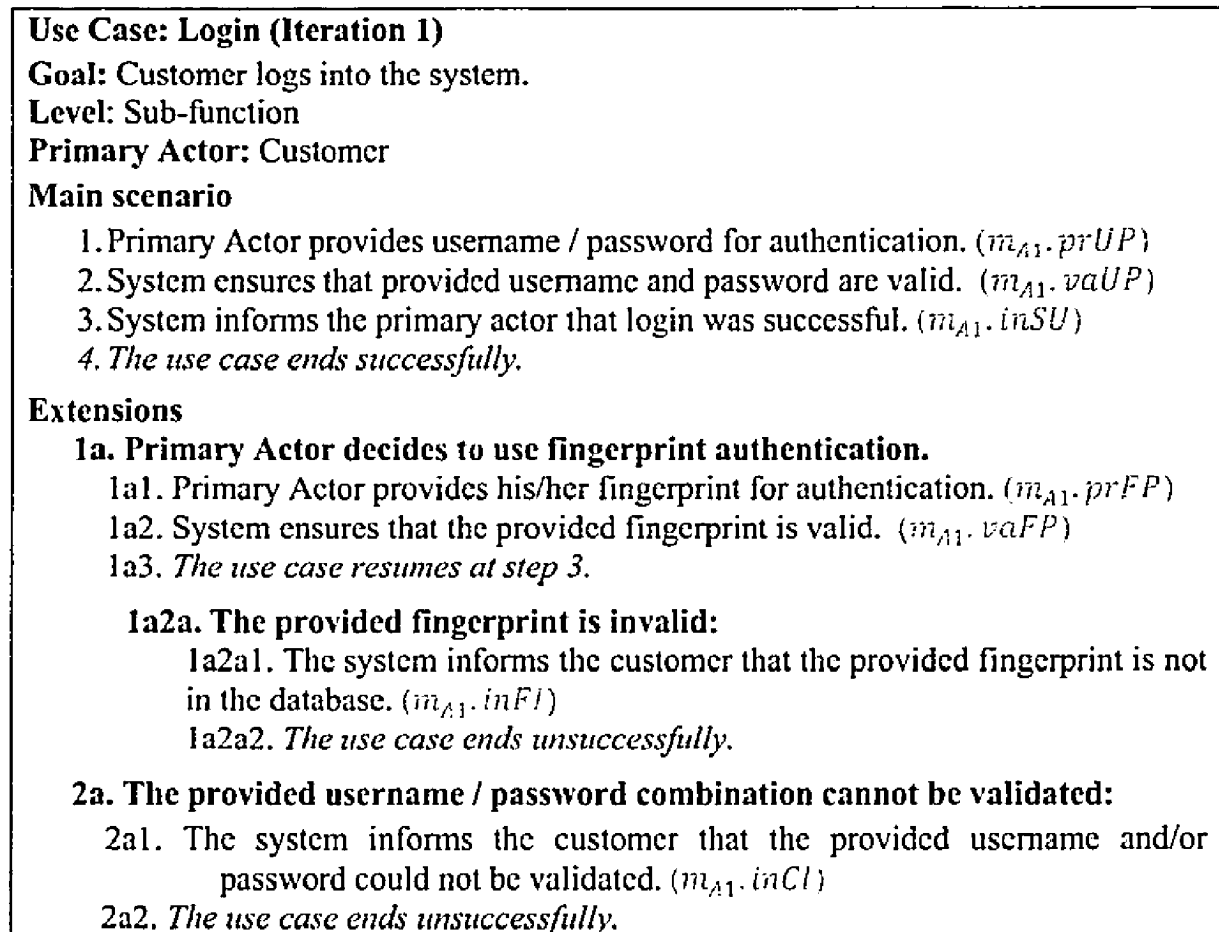 Use Case: Login (Iteration 1)
Goal: Customer logs into the system.
Level: Sub-function
Primary Actor: Customer
Main scenario
1. Primary Actor provides username / password for authentication. (m_A1.prUP)
2. System ensures that provided username and password are valid. (m_A1.vaUP)
3. System informs the primary actor that login was successful. (m_A1.inSU)
4. The use case ends successfully.
Extensions
1a. Primary Actor decides to use fingerprint authentication.
1a1. Primary Actor provides his/her fingerprint for authentication. (m_A1.prFP)
1a2. System ensures that the provided fingerprint is valid. (m_A1.vaFP)
1a3. The use case resumes at step 3.
1a2a. The provided fingerprint is invalid:
1a2a1. The system informs the customer that the provided fingerprint is not
in the database. (m_A1.inFI)
1a2a2. The use case ends unsuccessfully.
2a. The provided username / password combination cannot be validated:
2a1. The system informs the customer that the provided username and/or
password could not be validated. (m_A1.inCI)
2a2. The use case ends unsuccessfully.